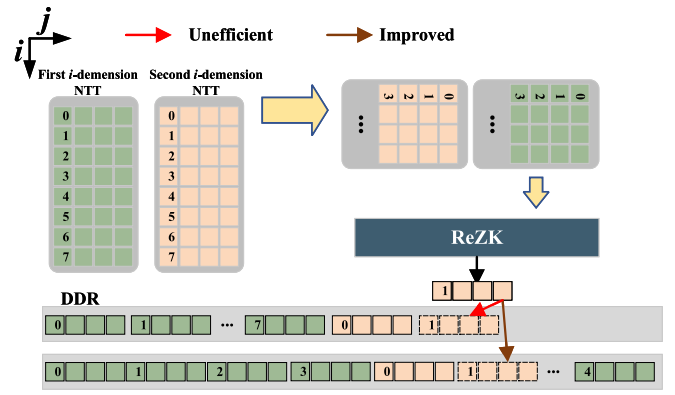 j
i
Unefficient
Improved
First i-demension
NTT
Second i-demension
NTT
0
1
2
3
4
5
6
7
0
1
2
3
4
5
6
7
... 3 2 1 0
... 3 2 1 0
ReZK
1
DDR
0 1 ... 7 0 1
0 1 2 3 0 1 ... 4